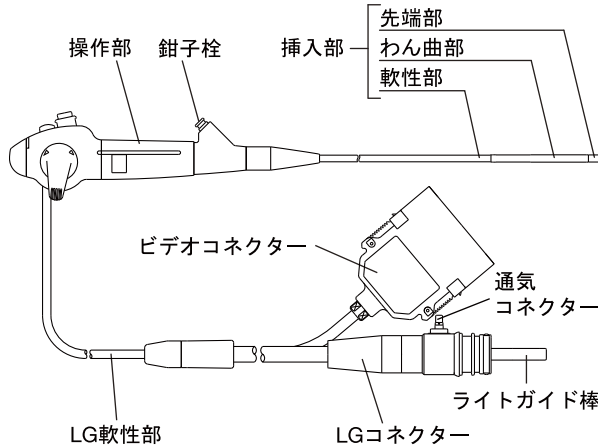 先端部
操作部
鉗子栓
挿入部
わん曲部
軟性部
ビデオコネクター
通気
コネクター
ライトガイド棒
LG軟性部
LGコネクター